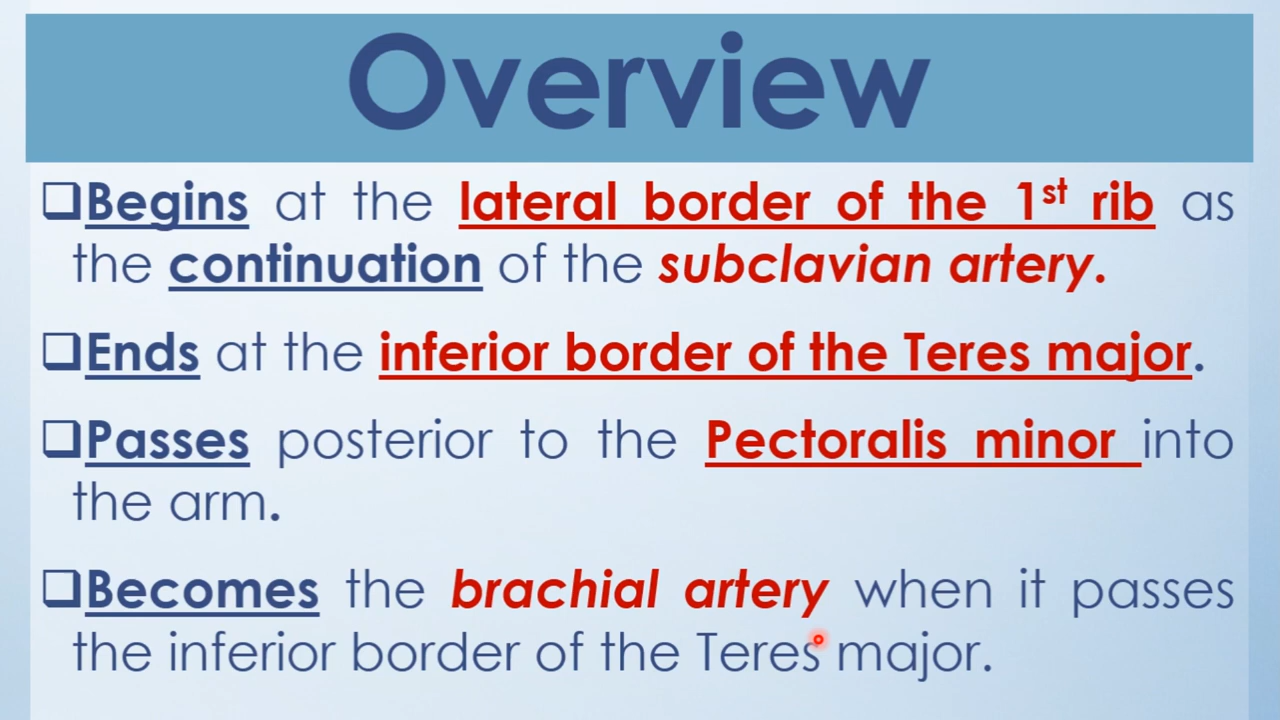 Overview
❑Begins at the lateral border of the 1st rib as
the continuation of the subclavian artery.
❑Ends at the inferior border of the Teres major.
❑Passes posterior to the Pectoralis minor into
the arm.
❑Becomes the brachial artery when it passes
the inferior border of the Teres major.